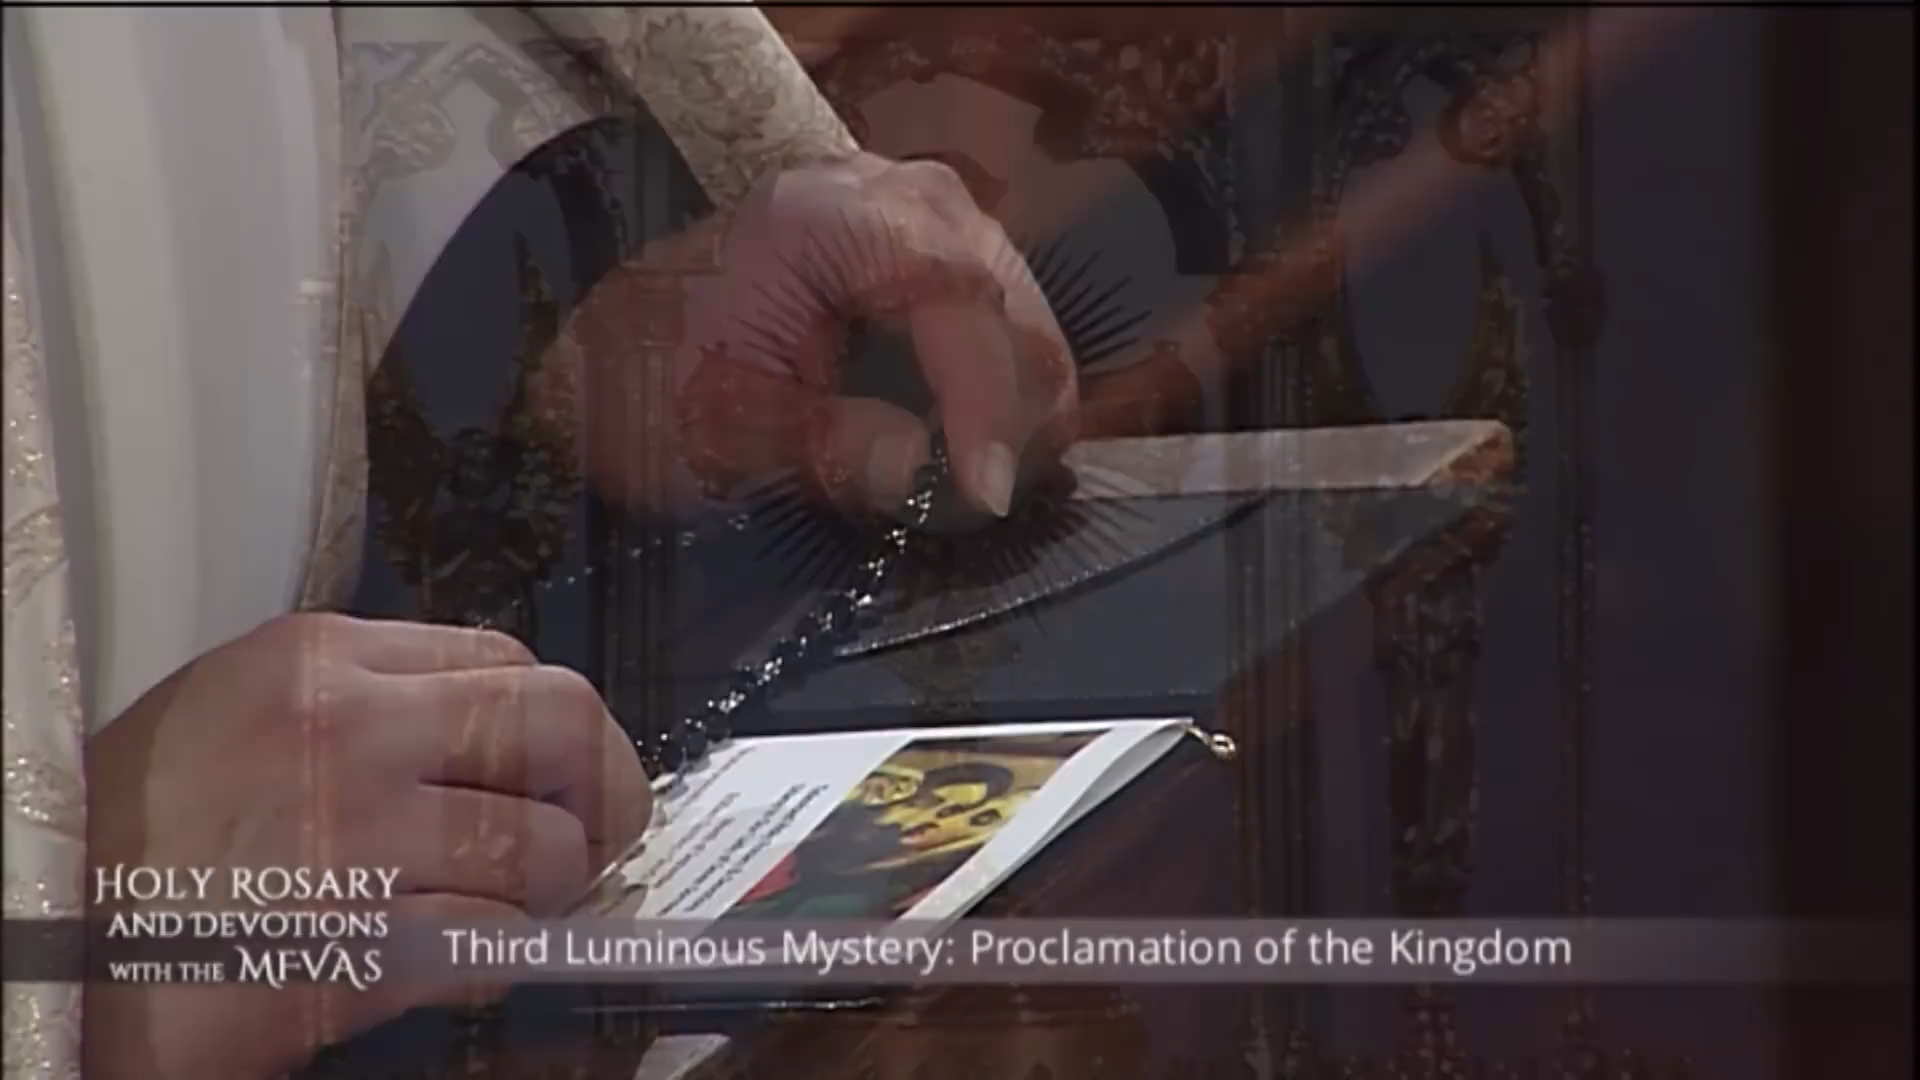 HOLY ROSARY
AND DEVOTIONS
WITH THE MFVAS
Third Luminous Mystery: Proclamation of the Kingdom